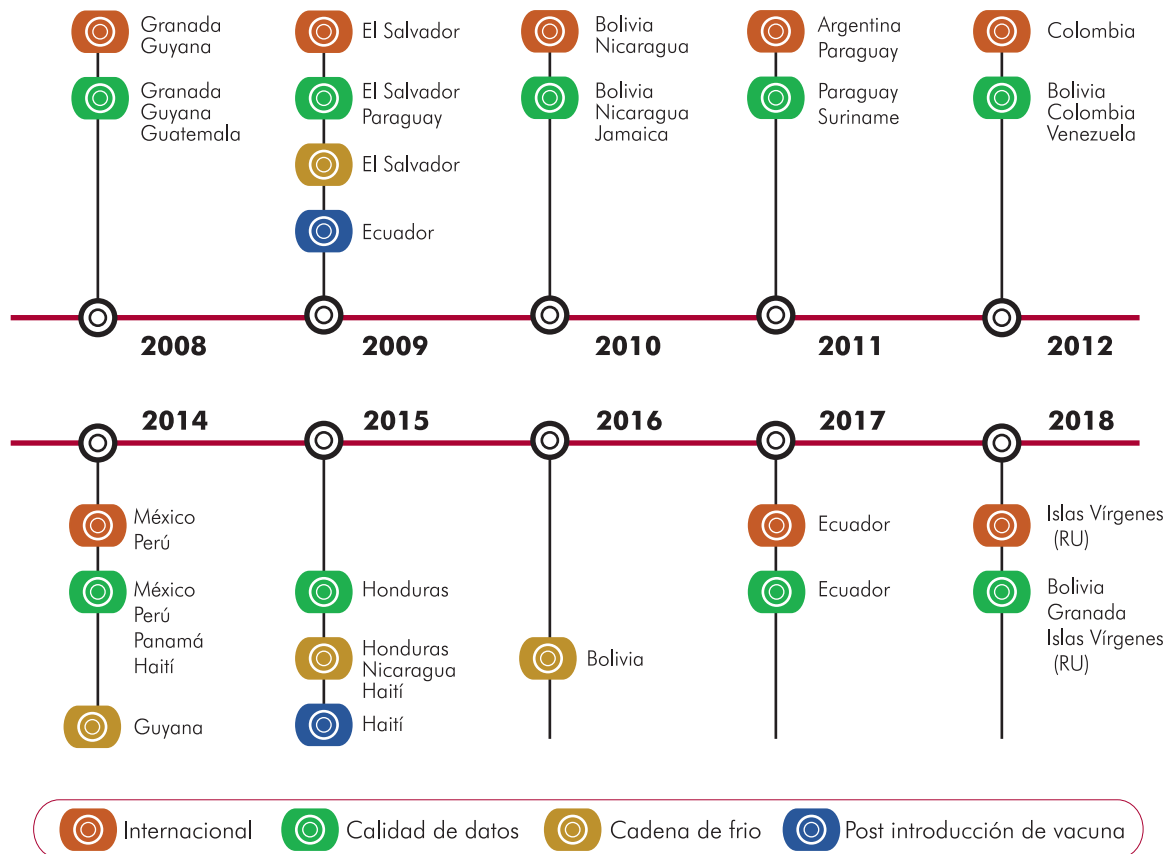 Granada
Guyana
Granada
Guyana
Guatemala
2008
El Salvador
El Salvador
Paraguay
El Salvador
Ecuador
2009
Bolivia
Nicaragua
Bolivia
Nicaragua
Jamaica
2010
Argentina
Paraguay
Paraguay
Suriname
2011
Colombia
Bolivia
Colombia
Venezuela
2012
2014
México
Perú
México
Perú
Panamá
Haití
Guyana
2015
Honduras
Honduras
Nicaragua
Haití
Haití
2016
Bolivia
2017
Ecuador
Ecuador
2018
Islas Vírgenes
(RU)
Bolivia
Granada
Islas Vírgenes
(RU)
Internacional
Calidad de datos
Cadena de frio
Post introducción de vacuna